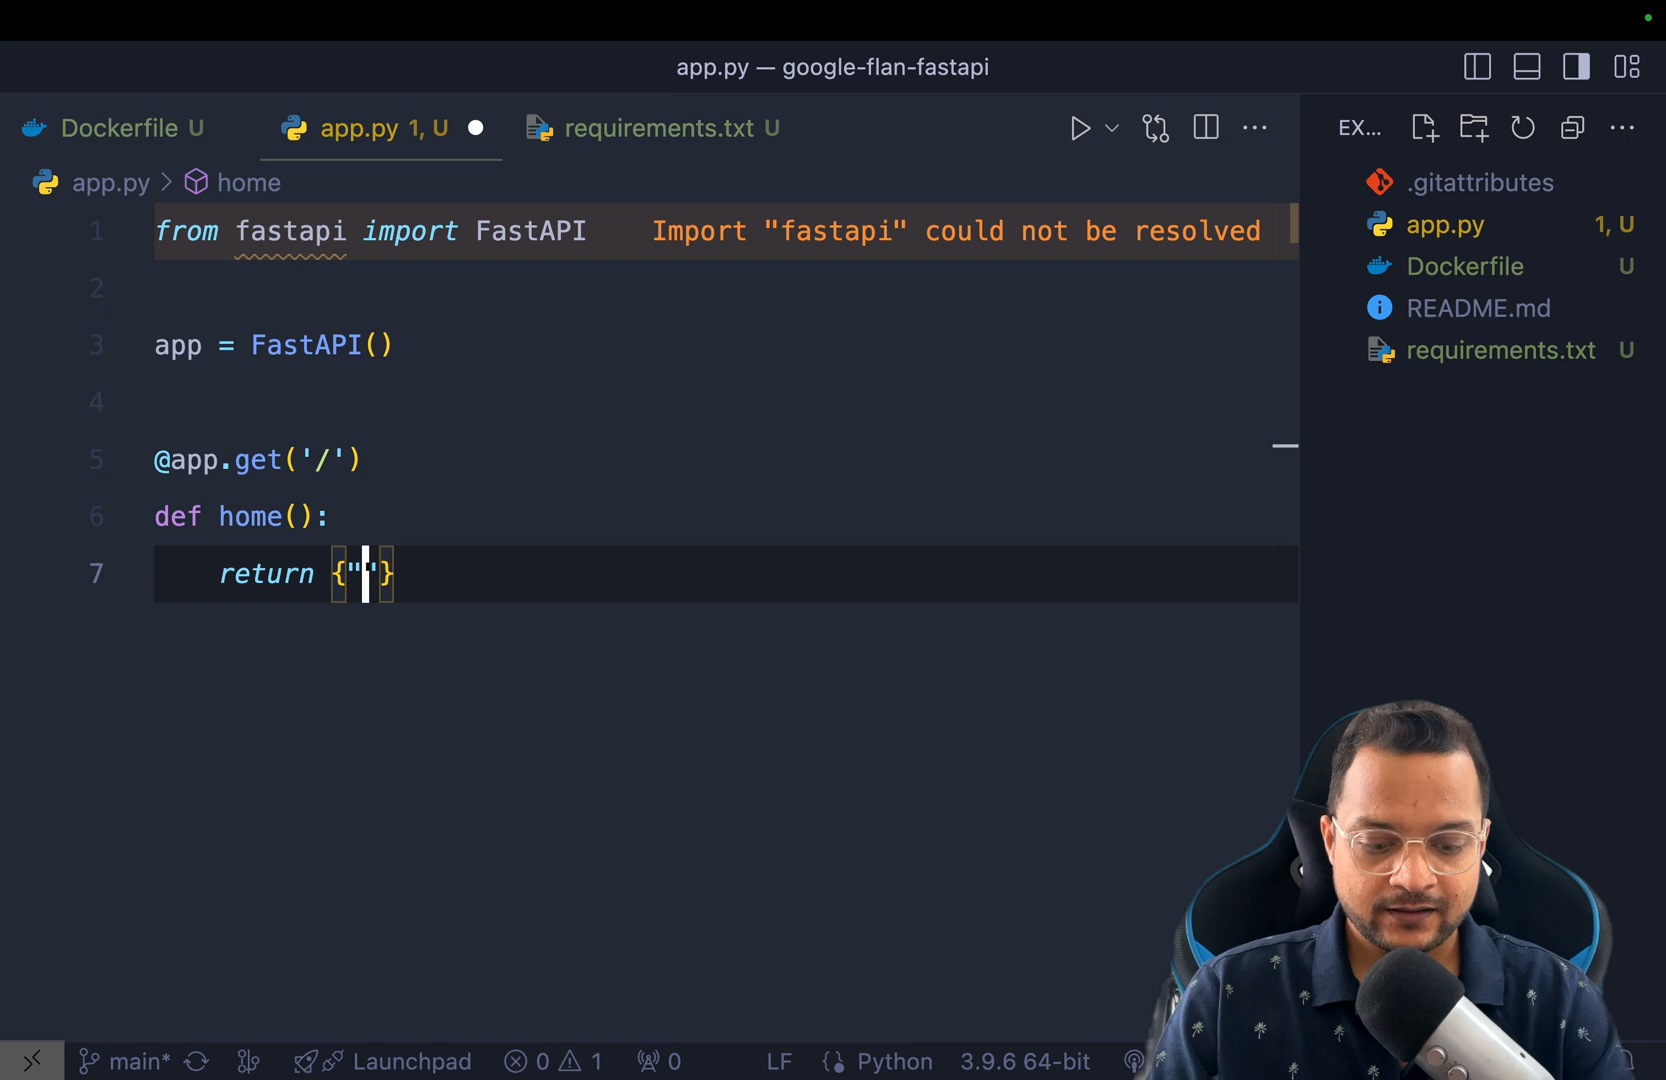 app.py — google-flan-fastapi
Dockerfile U
app.py 1, U
requirements.txt U
EX...
app.py > home
.gitattributes
app.py 1, U
Dockerfile U
README.md
requirements.txt U
1 from fastapi import FastAPI Import "fastapi" could not be resolved
2
3 app = FastAPI()
4
5 @app.get('/')
6 def home():
7 return {""}
main* Launchpad 0 1 0 LF Python 3.9.6 64-bit